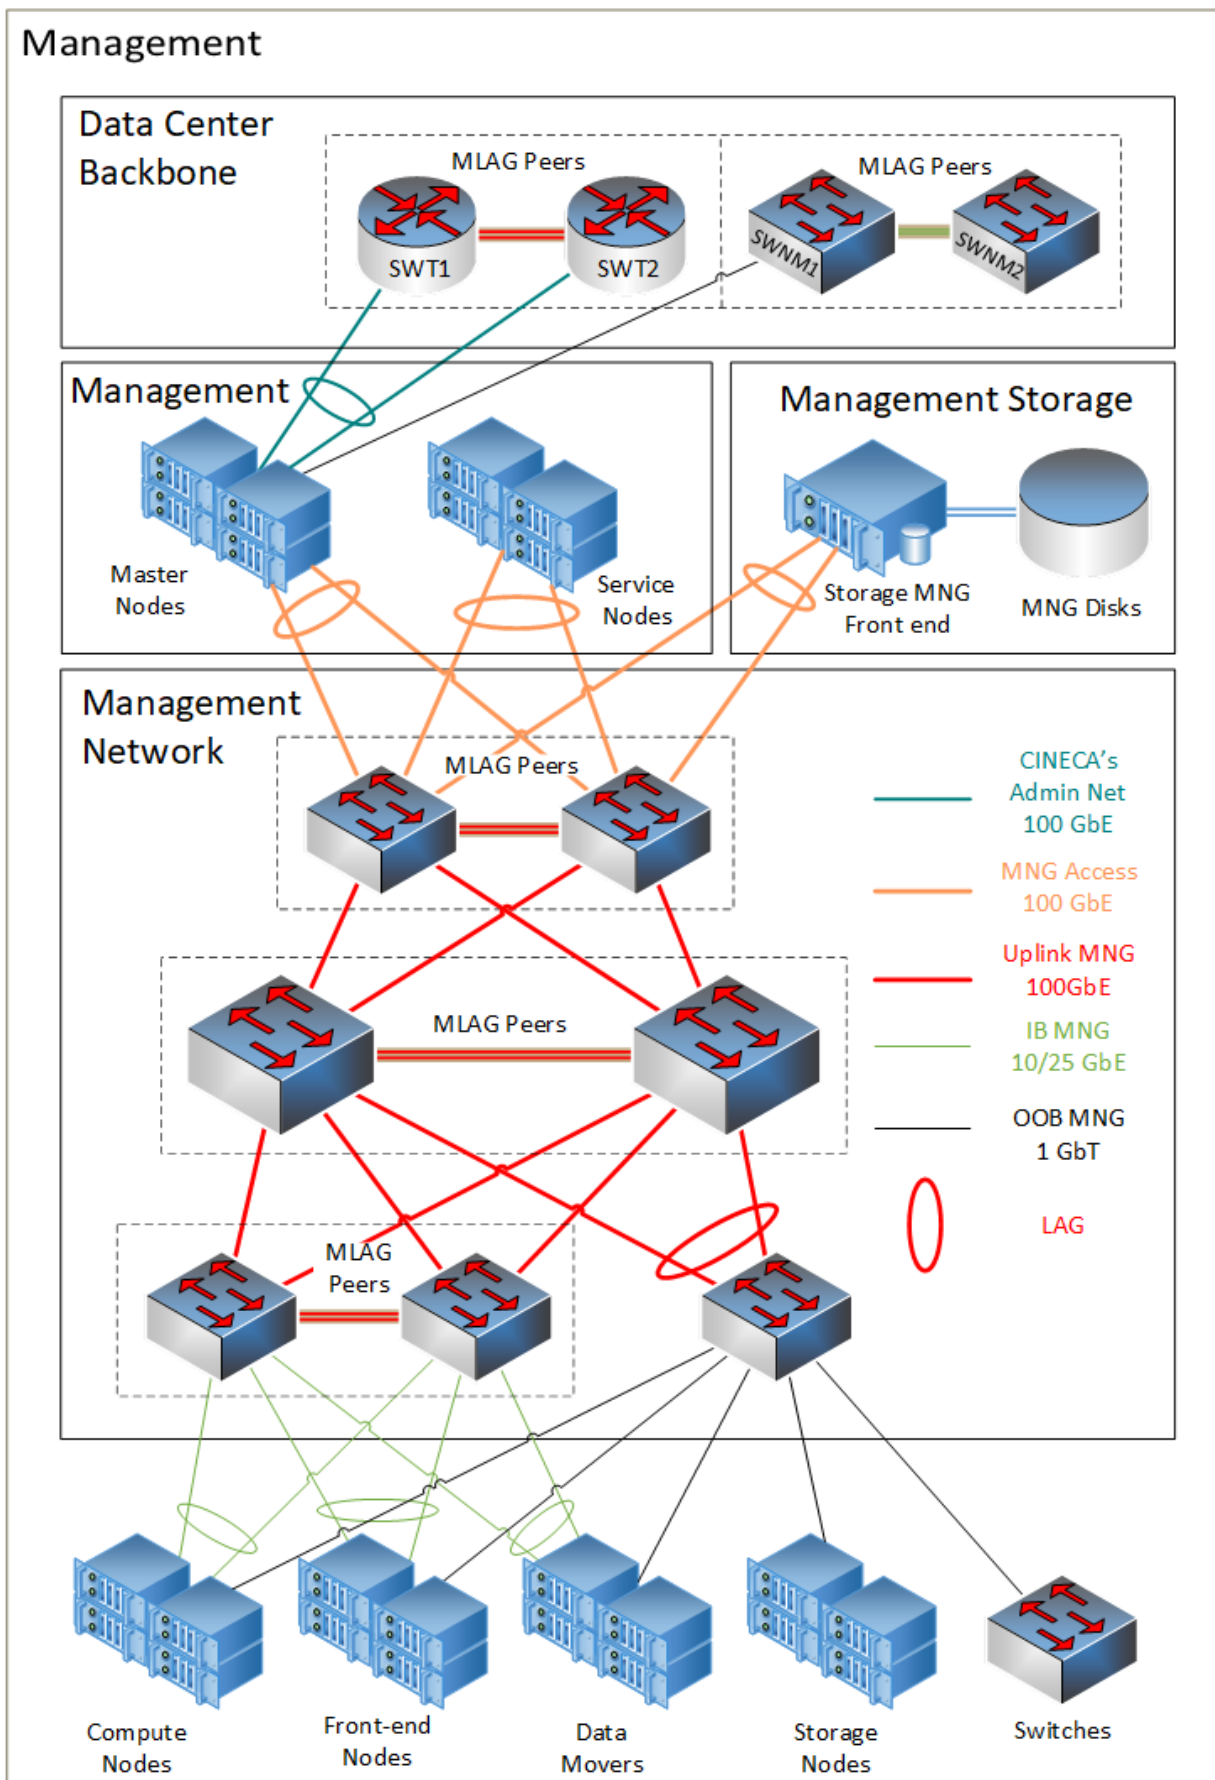 Management
Data Center
Backbone
MLAG Peers
MLAG Peers
SWT1
SWT2
SWNM1
SWNM2
Management
Management Storage
Master
Nodes
Service
Nodes
Storage MNG
Front end
MNG Disks
Management
Network
MLAG Peers
CINECA's
Admin Net
100 GbE
MNG Access
100 GbE
Uplink MNG
100GbE
MLAG Peers
IB MNG
10/25 GbE
OOB MNG
1 GbT
LAG
MLAG
Peers
Compute
Nodes
Front-end
Nodes
Data
Movers
Storage
Nodes
Switches